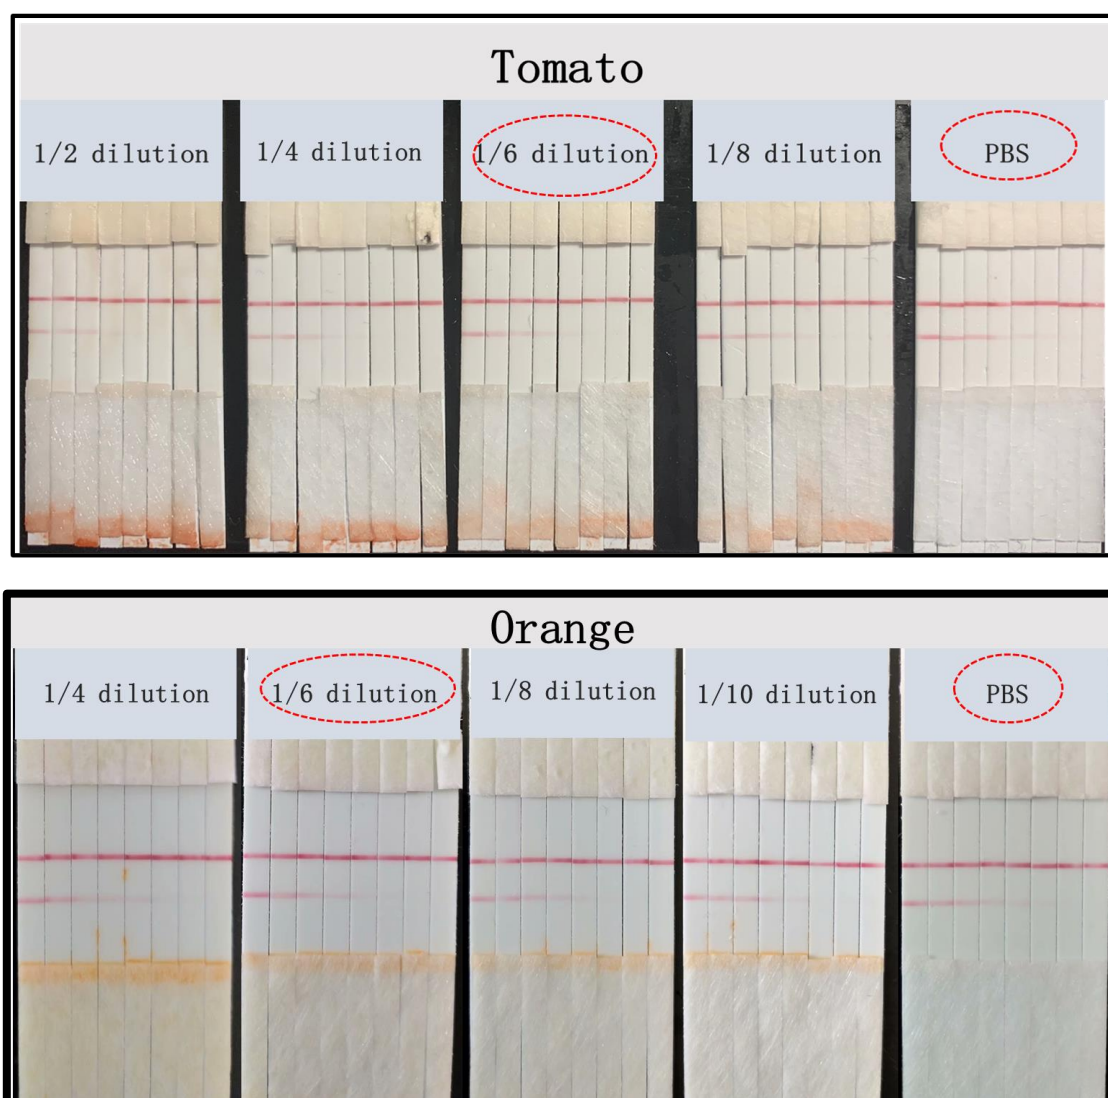 Tomato
1/2 dilution
1/4 dilution
1/6 dilution
1/8 dilution
PBS
Orange
1/4 dilution
1/6 dilution
1/8 dilution
1/10 dilution
PBS